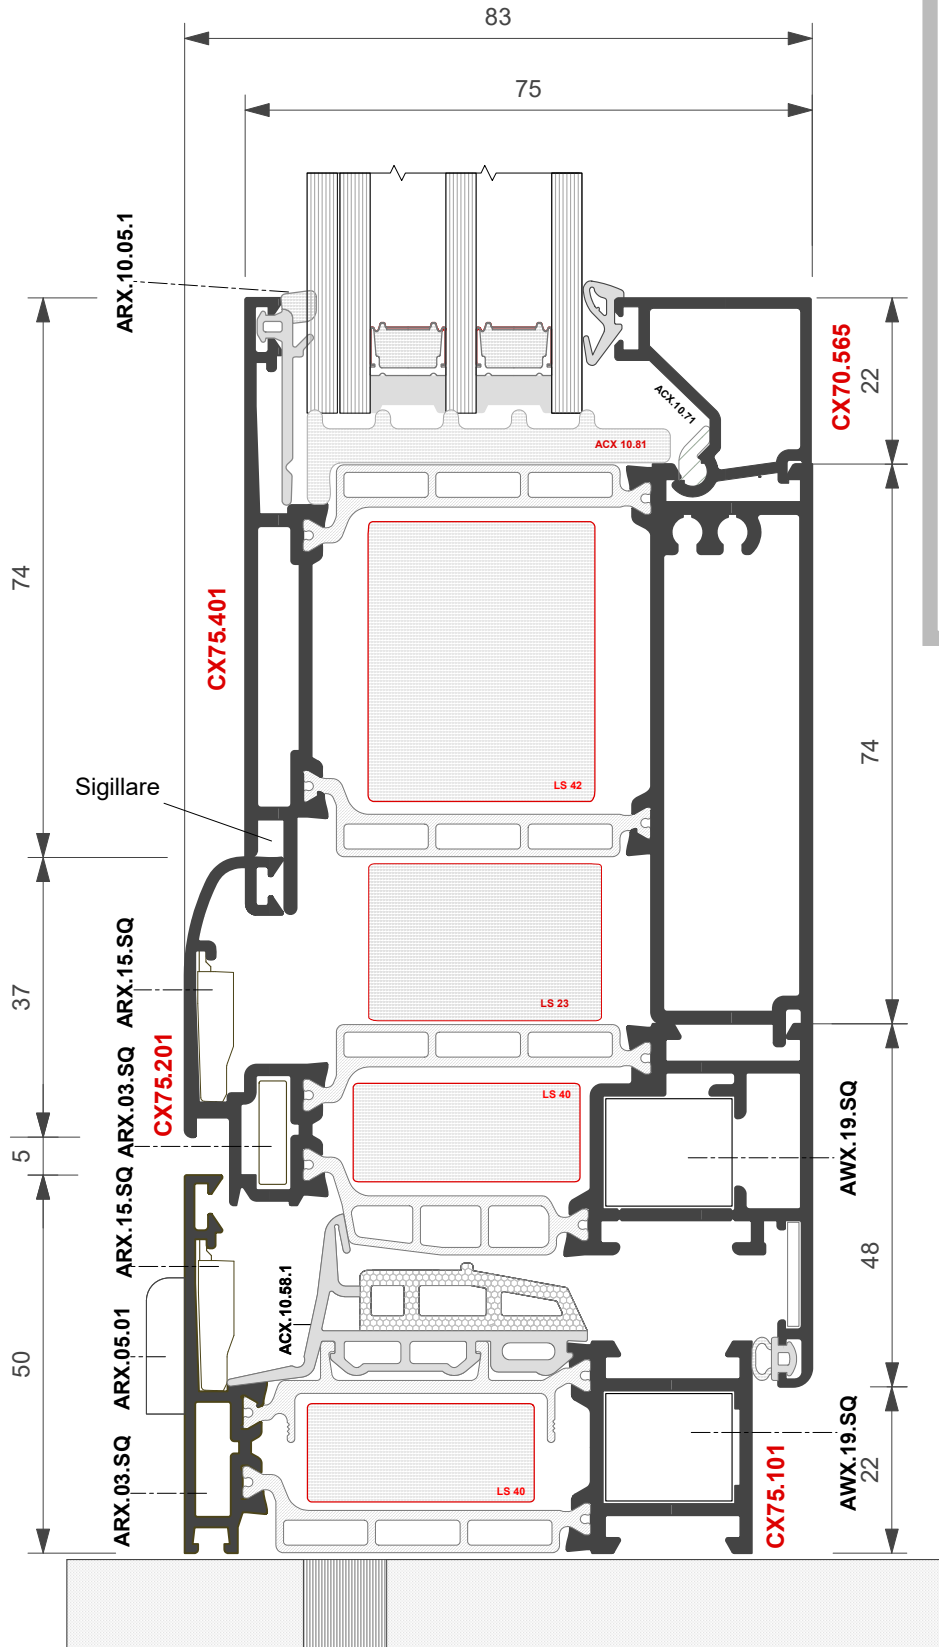 83
75
ARX.10.05.1
CX70.565
22
ACX.10.71
ACX 10.81
74
CX75.401
LS 42
74
Sigillare
ARX.15.SQ
37
LS 23
CX75.201
ARX.03.SQ
LS 40
AWX.19.SQ
5
ARX.15.SQ
48
ACX.10.58.1
ARX.05.01
50
AWX.19.SQ
22
ARX.03.SQ
LS 40
CX75.101